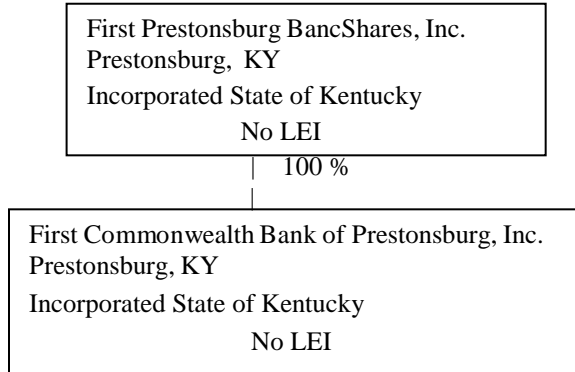 First Prestonsburg BancShares, Inc.
Prestonsburg, KY
Incorporated State of Kentucky
No LEI
100 %
First Commonwealth Bank of Prestonsburg, Inc.
Prestonsburg, KY
Incorporated State of Kentucky
No LEI